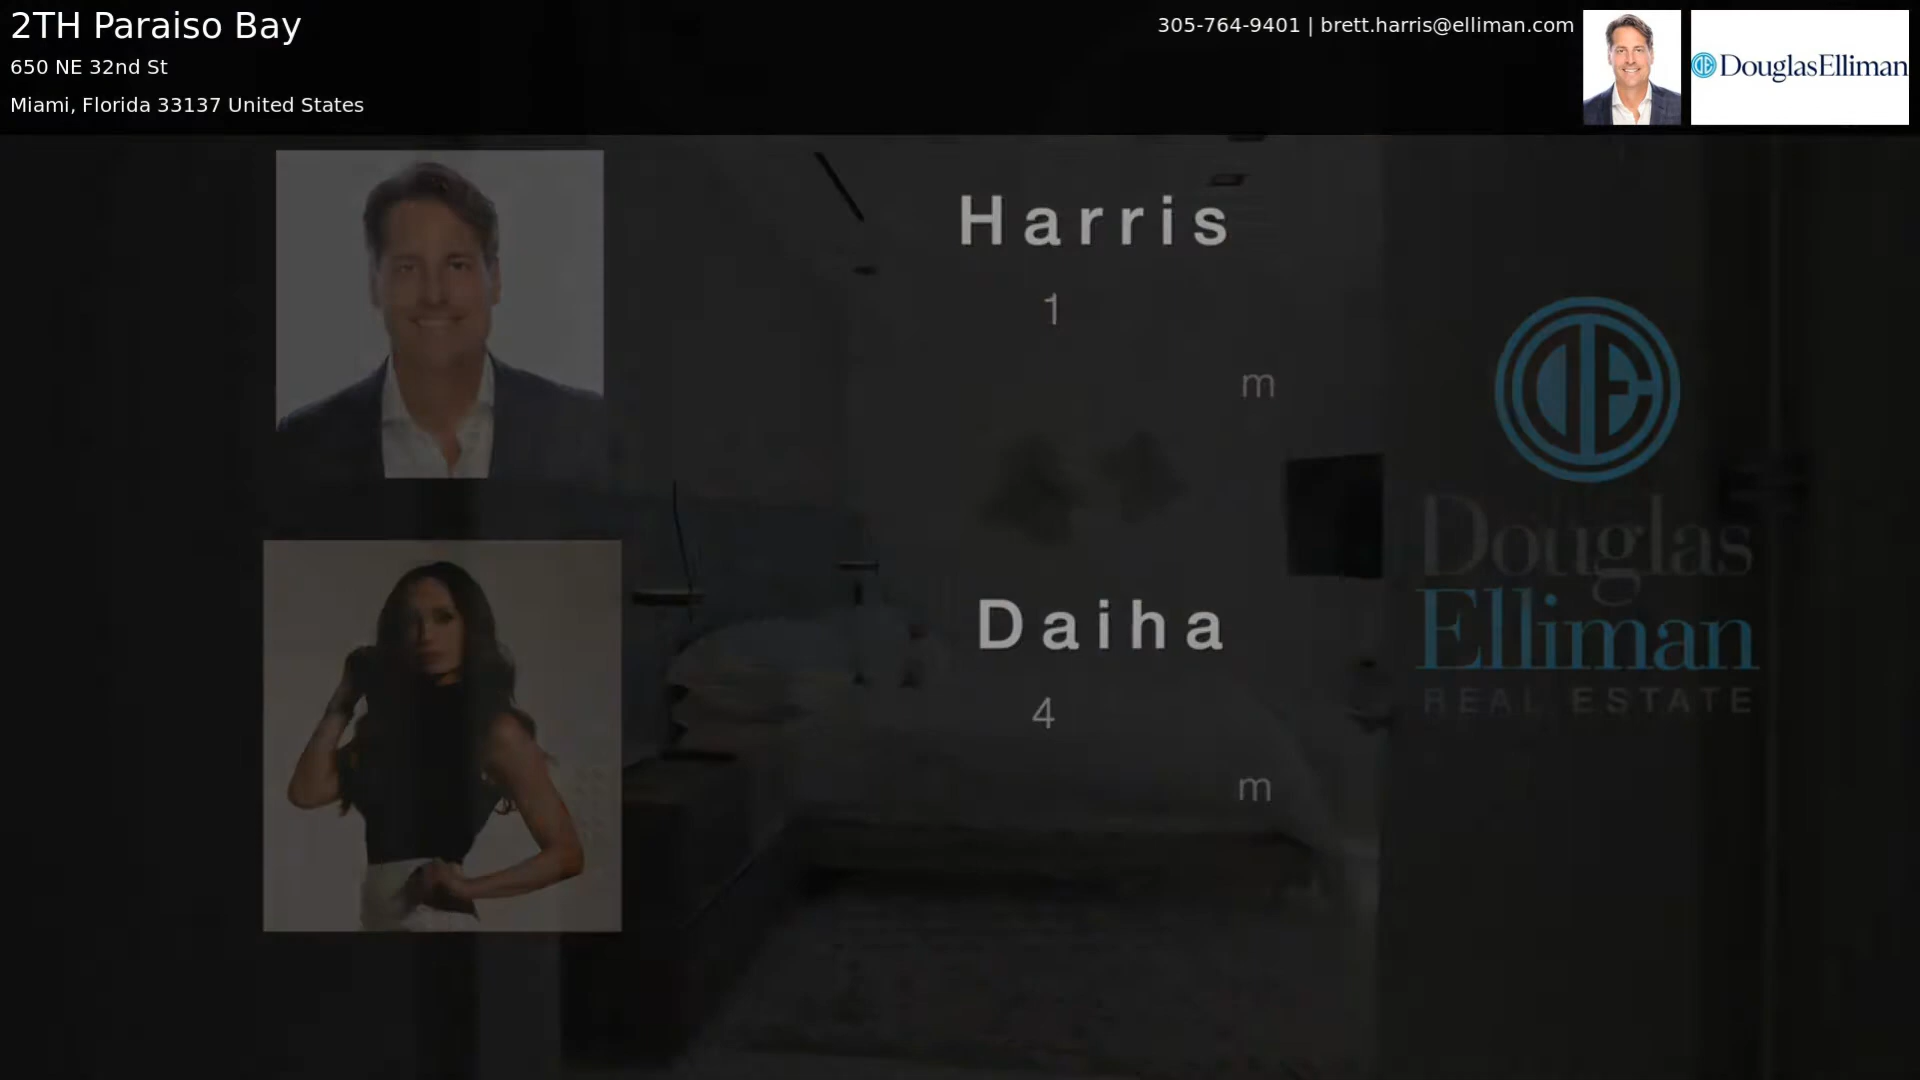 2TH Paraiso Bay
650 NE 32nd St
Miami, Florida 33137 United States
305-764-9401 | brett.harris@elliman.com
DouglasElliman
Harris
1
m
Daiha
4
m
Douglas
Elliman
REAL ESTATE